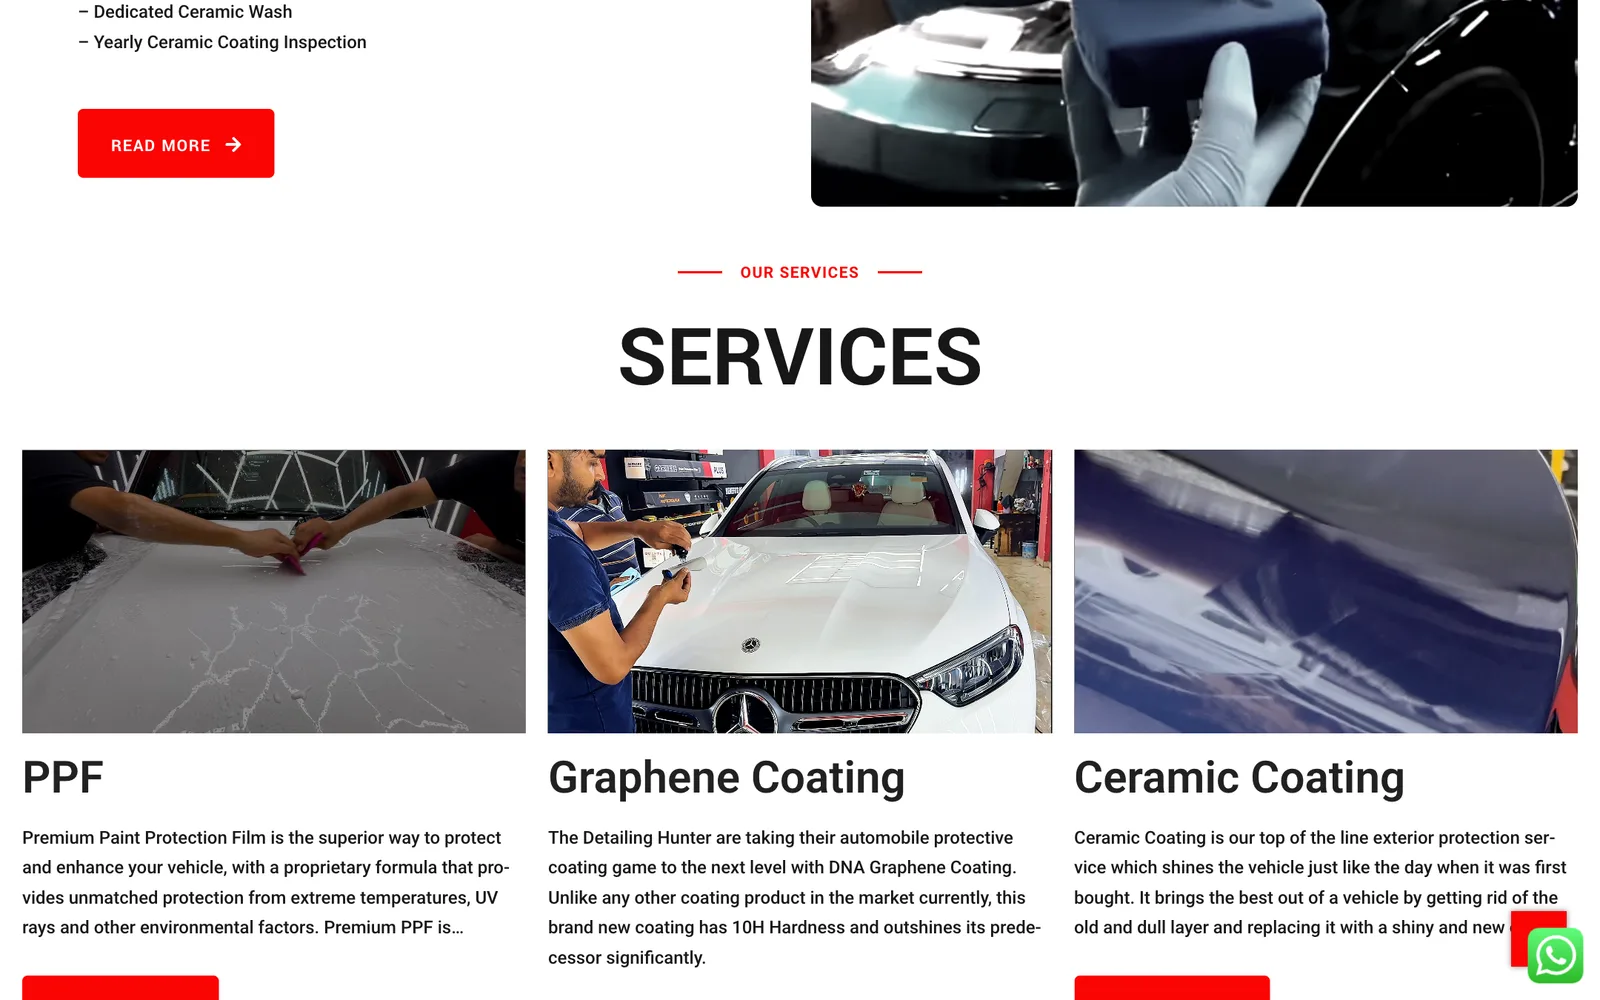 – Dedicated Ceramic Wash
– Yearly Ceramic Coating Inspection
READ MORE
OUR SERVICES
SERVICES
PPF
Premium Paint Protection Film is the superior way to protect
and enhance your vehicle, with a proprietary formula that pro-
vides unmatched protection from extreme temperatures, UV
rays and other environmental factors. Premium PPF is...
PLUS
Graphene Coating
The Detailing Hunter are taking their automobile protective
coating game to the next level with DNA Graphene Coating.
Unlike any other coating product in the market currently, this
brand new coating has 10H Hardness and outshines its prede-
cessor significantly.
Ceramic Coating
Ceramic Coating is our top of the line exterior protection ser-
vice which shines the vehicle just like the day when it was first
bought. It brings the best out of a vehicle by getting rid of the
old and dull layer and replacing it with a shiny and new